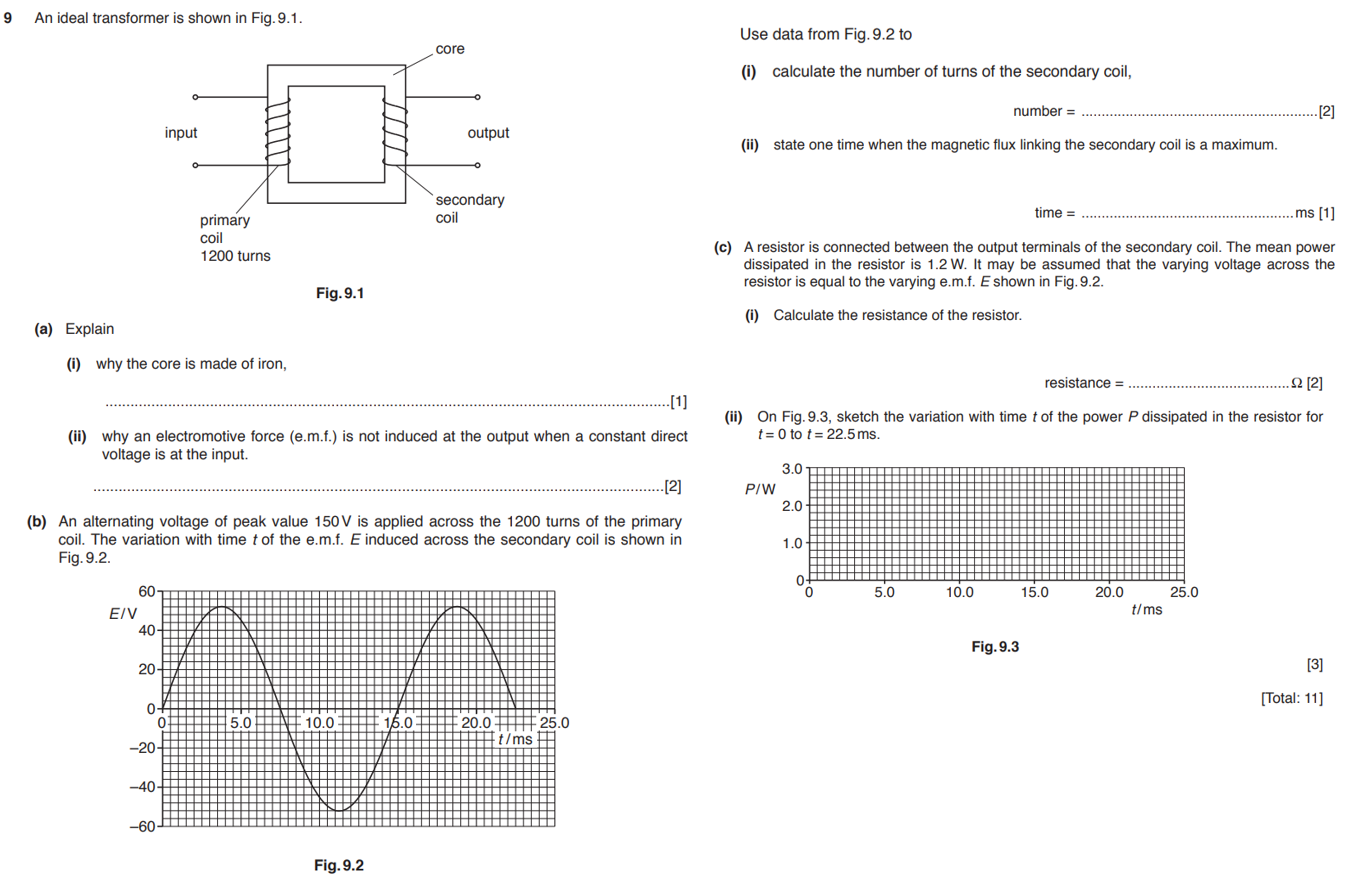 9 An ideal transformer is shown in Fig. 9.1.
core
input
output
primary
coil
1200 turns
secondary
coil
Fig. 9.1
(a) Explain
(i) why the core is made of iron,
....................................................................................................................................[1]
(ii) why an electromotive force (e.m.f.) is not induced at the output when a constant direct
voltage is at the input.
....................................................................................................................................[2]
(b) An alternating voltage of peak value 150 V is applied across the 1200 turns of the primary
coil. The variation with time t of the e.m.f. E induced across the secondary coil is shown in
Fig. 9.2.
60
E/V
40
20
0
0 5.0 10.0 15.0 20.0 25.0
t/ms
–20
–40
–60
Fig. 9.2
Use data from Fig. 9.2 to
(i) calculate the number of turns of the secondary coil,
number = ...........................................................[2]
(ii) state one time when the magnetic flux linking the secondary coil is a maximum.
time = .....................................................ms [1]
(c) A resistor is connected between the output terminals of the secondary coil. The mean power
dissipated in the resistor is 1.2 W. It may be assumed that the varying voltage across the
resistor is equal to the varying e.m.f. E shown in Fig. 9.2.
(i) Calculate the resistance of the resistor.
resistance = ........................................Ω [2]
(ii) On Fig. 9.3, sketch the variation with time t of the power P dissipated in the resistor for
t = 0 to t = 22.5 ms.
3.0
P/W
2.0
1.0
0
0 5.0 10.0 15.0 20.0 25.0
t/ms
Fig. 9.3
[3]
[Total: 11]